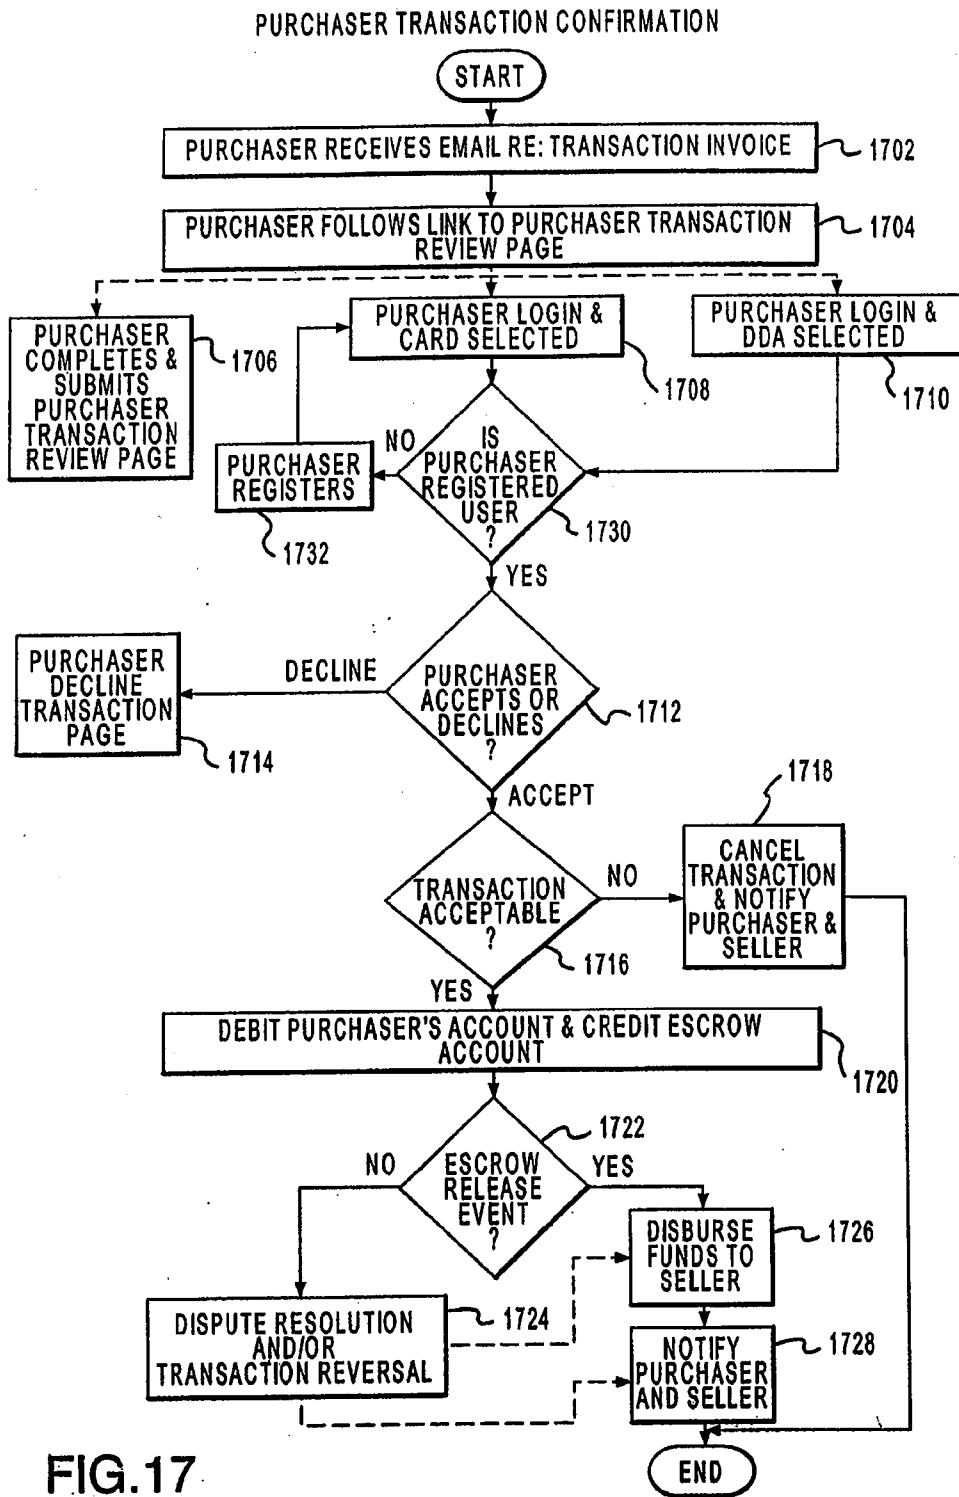 PURCHASER TRANSACTION CONFIRMATION
START
PURCHASER RECEIVES EMAIL RE: TRANSACTION INVOICE
1702
PURCHASER FOLLOWS LINK TO PURCHASER TRANSACTION
REVIEW PAGE
1704
PURCHASER
COMPLETES &
SUBMITS
PURCHASER
TRANSACTION
REVIEW PAGE
1706
PURCHASER LOGIN &
CARD SELECTED
1708
PURCHASER LOGIN &
DDA SELECTED
1710
NO
PURCHASER
REGISTERS
1732
IS
PURCHASER
REGISTERED
USER
?
1730
YES
PURCHASER
DECLINE
TRANSACTION
PAGE
1714
DECLINE
PURCHASER
ACCEPTS OR
DECLINES
?
1712
ACCEPT
1718
TRANSACTION
ACCEPTABLE
?
1716
NO
CANCEL
TRANSACTION
& NOTIFY
PURCHASER &
SELLER
YES
DEBIT PURCHASER'S ACCOUNT & CREDIT ESCROW
ACCOUNT
1720
1722
NO
ESCROW
RELEASE
EVENT
?
YES
DISBURSE
FUNDS TO
SELLER
1726
DISPUTE RESOLUTION
AND/OR
TRANSACTION REVERSAL
1724
NOTIFY
PURCHASER
AND SELLER
1728
END
FIG.17